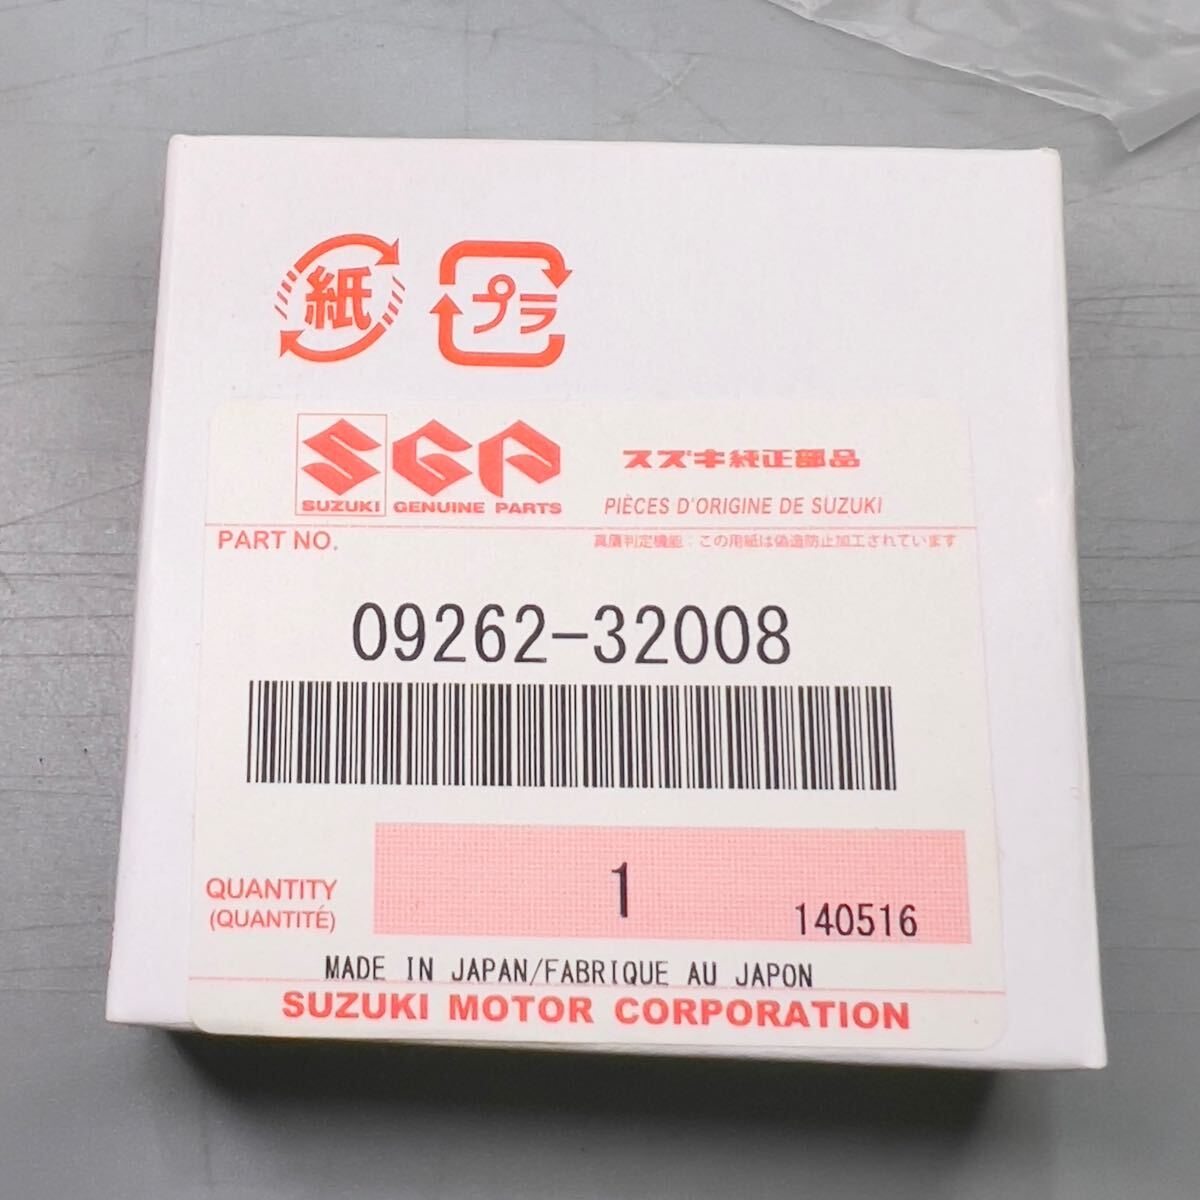 紙 プラ
SGP スズキ純正部品
SUZUKI GENUINE PARTS PIÈCES D'ORIGINE DE SUZUKI
PART NO. 真贋判定機能：この用紙は偽造防止加工されています
09262-32008
QUANTITY 1
(QUANTITÉ) 140516
MADE IN JAPAN/FABRIQUE AU JAPON
SUZUKI MOTOR CORPORATION